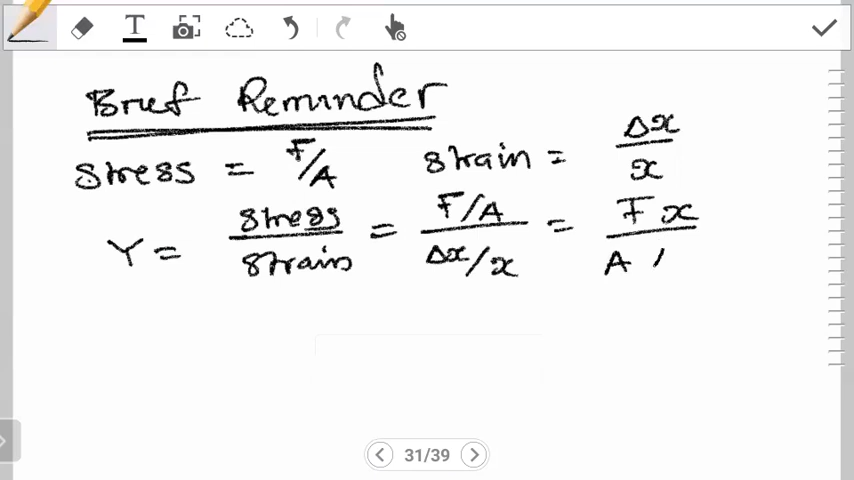 T
Brief Reminder
stress = F/A strain = Δx/x
Y = stress/strain = F/A / Δx/x = Fx / A
31/39